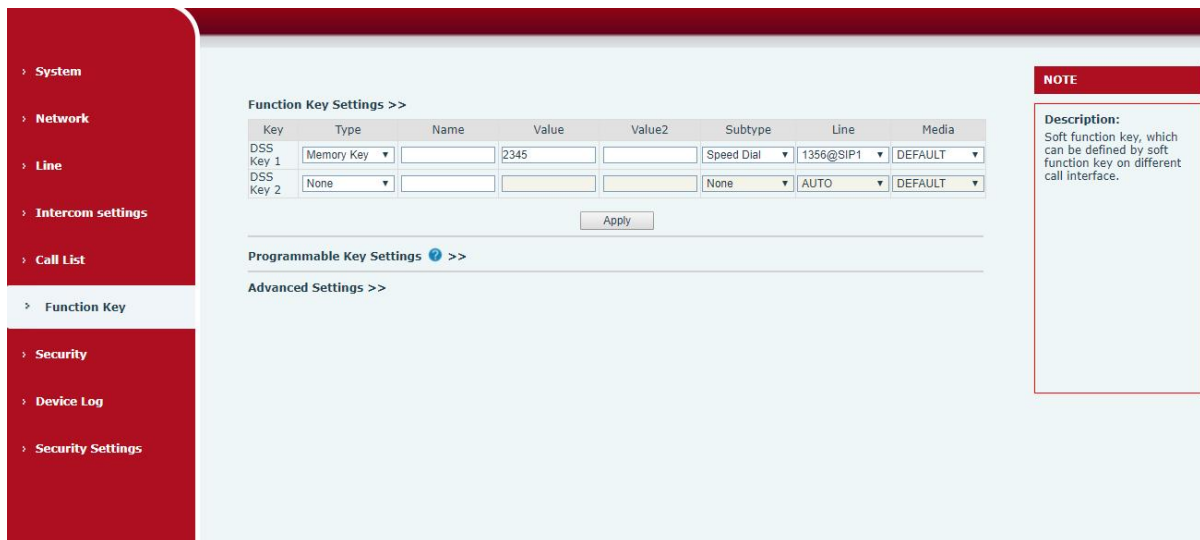 System
Network
Line
Intercom settings
Call List
Function Key
Security
Device Log
Security Settings
Function Key Settings >>
Key Type Name Value Value2 Subtype Line Media
DSS Key 1 Memory Key 2345 Speed Dial 1356@SIP1 DEFAULT
DSS Key 2 None None AUTO DEFAULT
Apply
Programmable Key Settings ? >>
Advanced Settings >>
NOTE
Description:
Soft function key, which
can be defined by soft
function key on different
call interface.